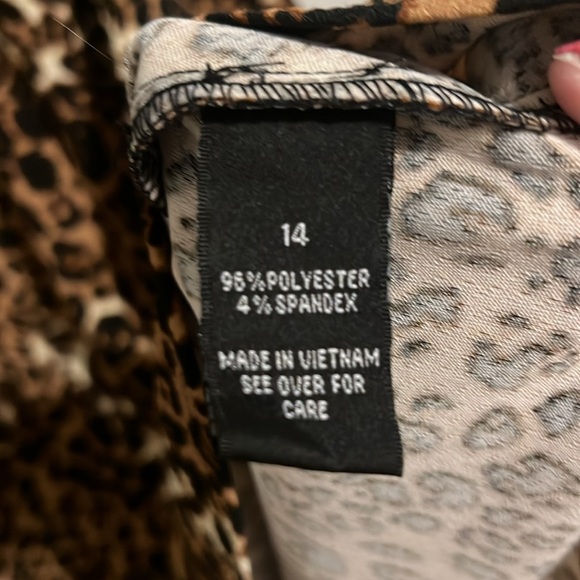 14
96%POLYESTER
4%SPANDEX
MADE IN VIETNAM
SEE OVER FOR
CARE